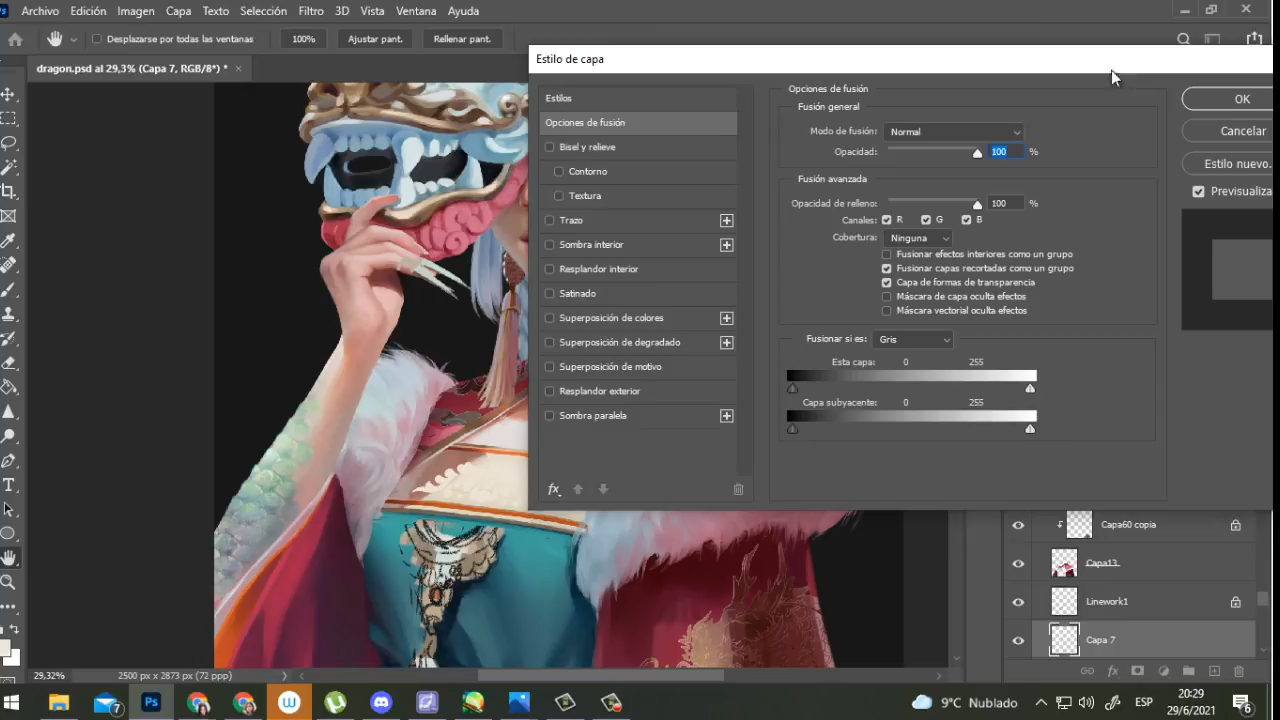 Ps Archivo Edición Imagen Capa Texto Selección Filtro 3D Vista Ventana Ayuda
Desplazarse por todas las ventanas 100% Ajustar pant. Rellenar pant.
dragon.psd al 29,3% (Capa 7, RGB/8*) * ×
Estilo de capa
Estilos
Opciones de fusión
Bisel y relieve
Contorno
Textura
Trazo
Sombra interior
Resplandor interior
Satinado
Superposición de colores
Superposición de degradado
Superposición de motivo
Resplandor exterior
Sombra paralela
fx
Opciones de fusión
Fusión general
Modo de fusión: Normal
Opacidad: 100 %
Fusión avanzada
Opacidad de relleno: 100 %
Canales: R G B
Cobertura: Ninguna
Fusionar efectos interiores como un grupo
Fusionar capas recortadas como un grupo
Capa de formas de transparencia
Máscara de capa oculta efectos
Máscara vectorial oculta efectos
Fusionar si es: Gris
Esta capa: 0 255
Capa subyacente: 0 255
OK
Cancelar
Estilo nuevo.
Previsualiza
Capa60 copia
Capa13
Linework1
Capa 7
fx
29,32% 2500 px x 2873 px (72 ppp)
7 Ps W 9°C Nublado ESP 20:29
29/6/2021 6